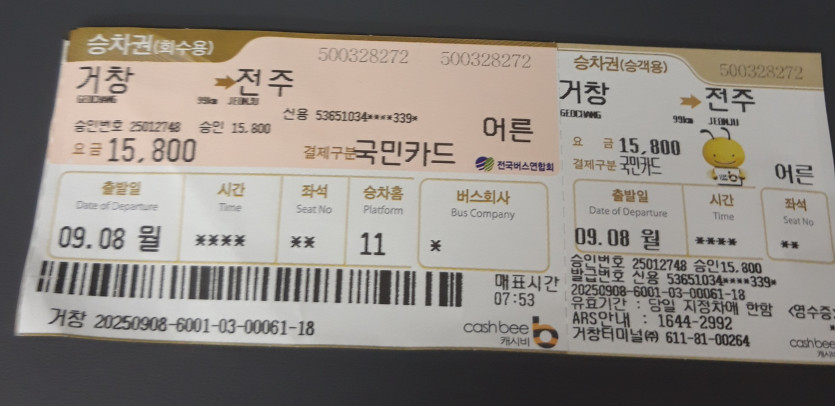 승차권(회수용)
500328272 500328272
거창 전주
GEOCHANG 99km JEONJU
신용 53651034****339*
승인번호 25012748 승인 15,800
어른
요금 15,800 결제구분 국민카드 전국버스연합회
출발일 시간 좌석 승차홈 버스회사
Date of Departure Time Seat No Platform Bus Company
09.08 월 **** ** 11 *
매표시간
07:53
거창 20250908-6001-03-00061-18
cashbee
캐시비
승차권(승객용)
500328272
거창 전주
GEOCHANG 99km JEONJU
요 금 15,800
결제구분 국민카드
어른
출발일 시간 좌석
Date of Departure Time Seat No
09.08 월 **** **
승인번호 25012748 승인15,800
발급번호 신용 53651034****339*
20250908-6001-03-00061-18
유효기간 : 당일 지정차에 한함 <영수증
ARS안내 : 1644-2992
거창터미널㈜ 611-81-00264
cashbee
캐시비